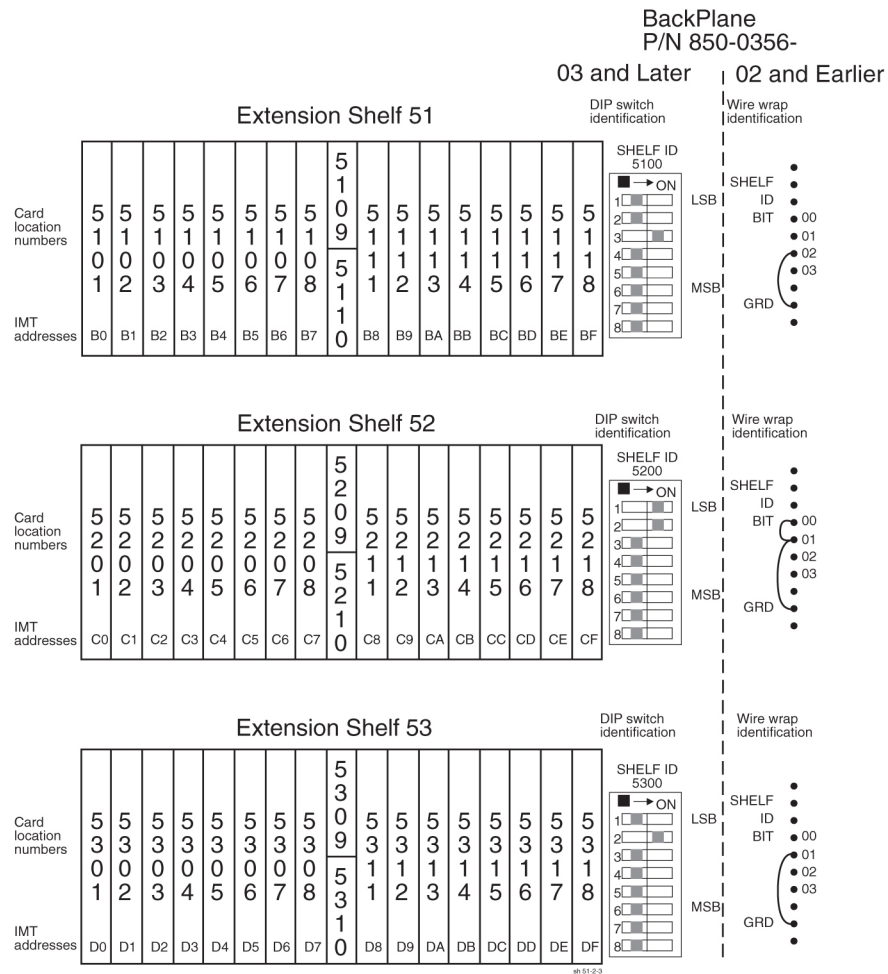 BackPlane
P/N 850-0356-
03 and Later
02 and Earlier
Extension Shelf 51
DIP switch
identification
Wire wrap
identification
Card
location
numbers
5101
5102
5103
5104
5105
5106
5107
5108
5109
5110
5111
5112
5113
5114
5115
5116
5117
5118
IMT
addresses
B0 B1 B2 B3 B4 B5 B6 B7 B8 B9 BA BB BC BD BE BF
SHELF ID
5100
ON
1
2
3
4
5
6
7
8
LSB
MSB
SHELF
ID
BIT 00
01
02
03
GRD
Extension Shelf 52
DIP switch
identification
Wire wrap
identification
Card
location
numbers
5201
5202
5203
5204
5205
5206
5207
5208
5209
5210
5211
5212
5213
5214
5215
5216
5217
5218
IMT
addresses
C0 C1 C2 C3 C4 C5 C6 C7 C8 C9 CA CB CC CD CE CF
SHELF ID
5200
ON
1
2
3
4
5
6
7
8
LSB
MSB
SHELF
ID
BIT 00
01
02
03
GRD
Extension Shelf 53
DIP switch
identification
Wire wrap
identification
Card
location
numbers
5301
5302
5303
5304
5305
5306
5307
5308
5309
5310
5311
5312
5313
5314
5315
5316
5317
5318
IMT
addresses
D0 D1 D2 D3 D4 D5 D6 D7 D8 D9 DA DB DC DD DE DF
SHELF ID
5300
ON
1
2
3
4
5
6
7
8
LSB
MSB
SHELF
ID
BIT 00
01
02
03
GRD
sh 51-2-3